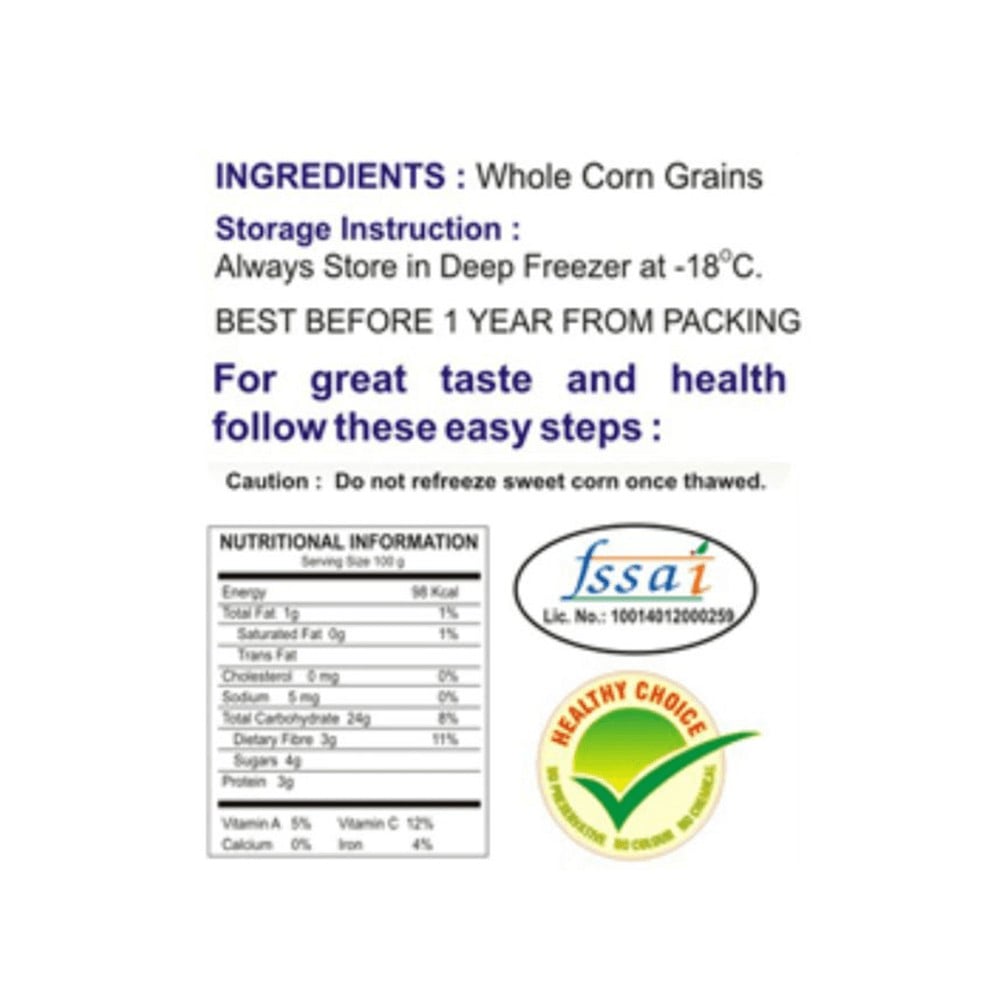 INGREDIENTS : Whole Corn Grains
Storage Instruction :
Always Store in Deep Freezer at -18°C.
BEST BEFORE 1 YEAR FROM PACKING
For great taste and health
follow these easy steps :
Caution : Do not refreeze sweet corn once thawed.
NUTRITIONAL INFORMATION
Serving Size 100 g
Energy 98 Kcal
Total Fat 1g 1%
Saturated Fat 0g 1%
Trans Fat
Cholesterol 0 mg 0%
Sodium 5 mg 0%
Total Carbohydrate 24g 8%
Dietary Fibre 3g 11%
Sugars 4g
Protein 3g
Vitamin A 5% Vitamin C 12%
Calcium 0% Iron 4%
fssai
Lic. No.: 10014012000259
HEALTHY CHOICE
NO PRESERVATIVE NO COLOUR NO CHEMICAL